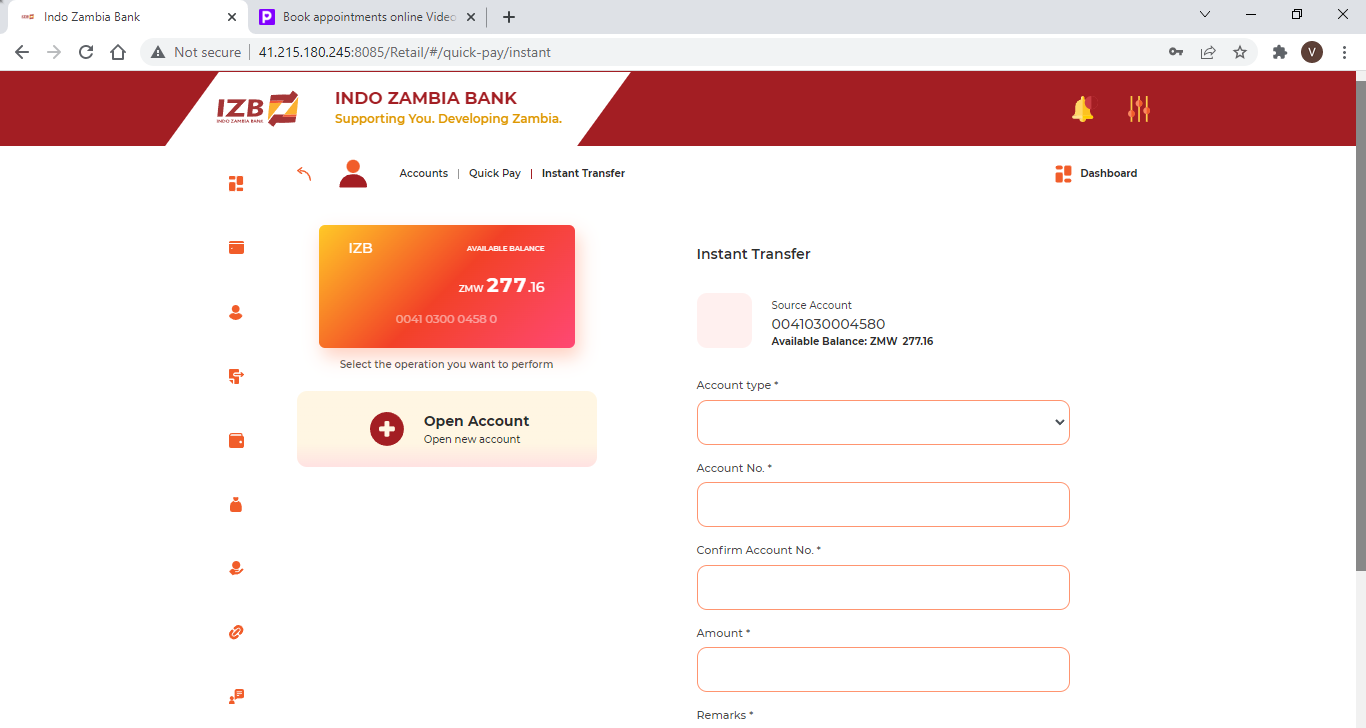 Indo Zambia Bank
Book appointments online Video
Not secure
41.215.180.245:8085/Retail/#/quick-pay/instant
V
IZB
INDO ZAMBIA BANK
INDO ZAMBIA BANK
Supporting You. Developing Zambia.
Accounts | Quick Pay | Instant Transfer
Dashboard
IZB
AVAILABLE BALANCE
ZMW 277.16
0041 0300 0458 0
Select the operation you want to perform
Open Account
Open new account
Instant Transfer
Source Account
0041030004580
Available Balance: ZMW 277.16
Account type *
Account No. *
Confirm Account No. *
Amount *
Remarks *